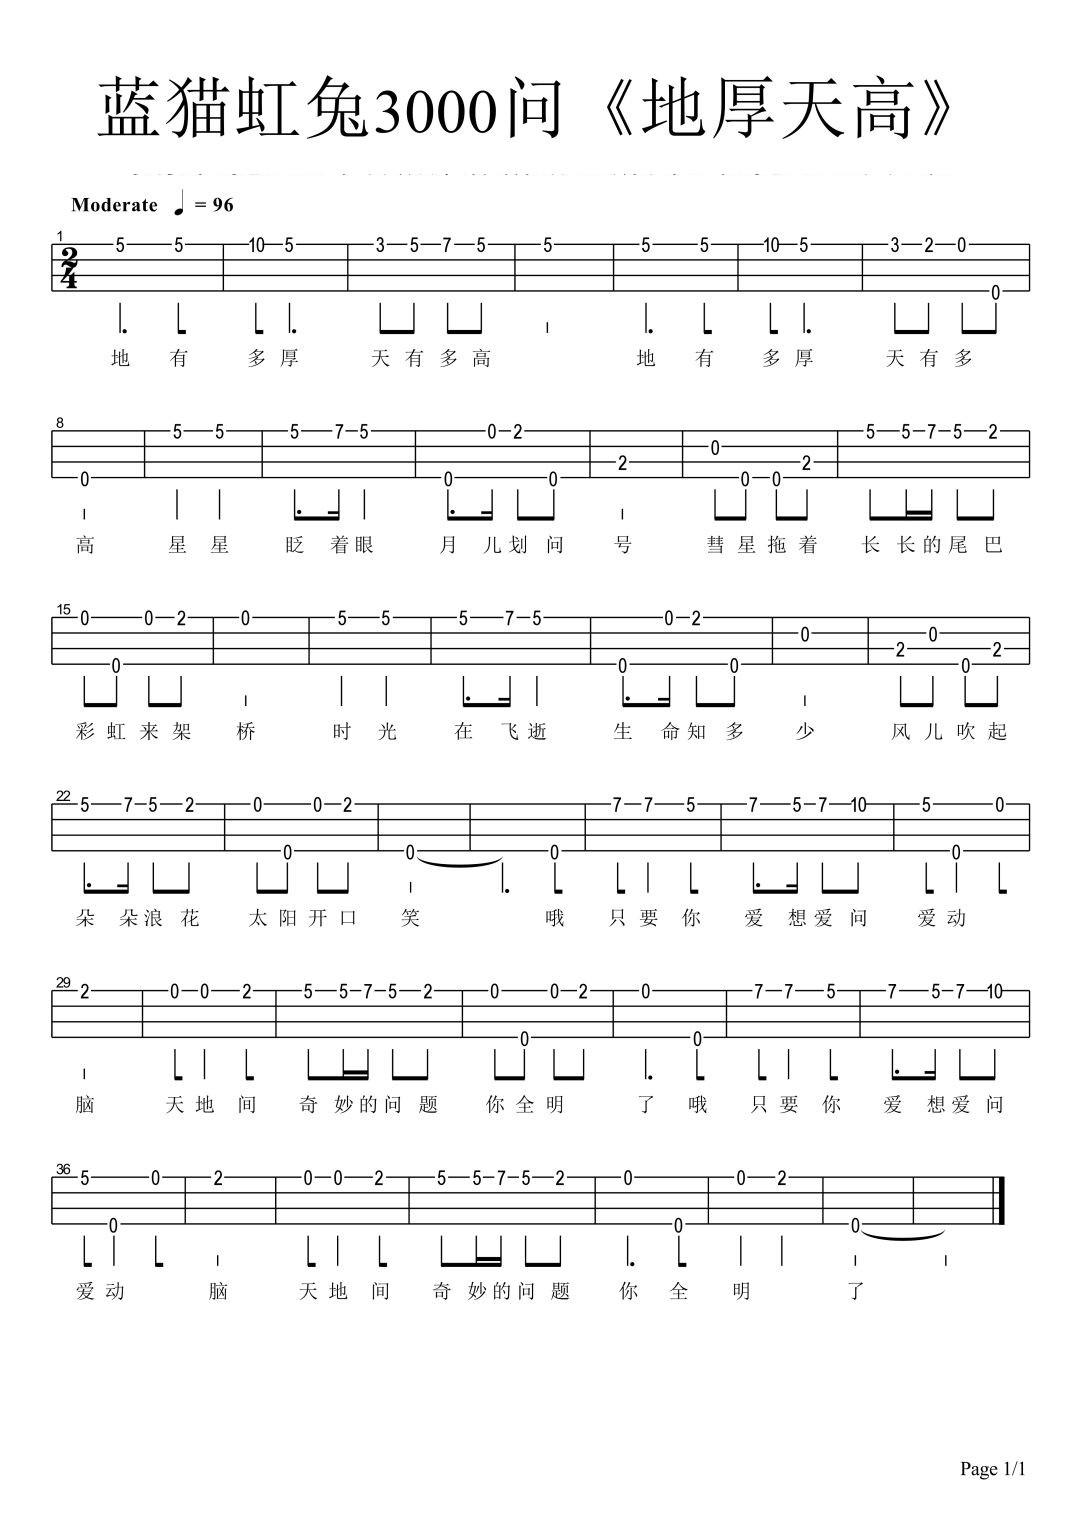 蓝猫虹兔3000问《地厚天高》
Moderate ♩ = 96
1
5 5 10 5 3 5 7 5 5 5 5 10 5 3 2 0 0
2/4
地 有 多 厚 天 有 多 高 地 有 多 厚 天 有 多
8
0 5 5 5 7 5 0 0 2 0 2 0 0 0 2 5 5 7 5 2
高 星 星 眨 着 眼 月 儿 划 问 号 彗 星 拖 着 长 长 的 尾 巴
15
0 0 0 2 0 5 5 5 7 5 0 0 2 0 0 2 0 0 2
彩 虹 来 架 桥 时 光 在 飞 逝 生 命 知 多 少 风 儿 吹 起
22
5 7 5 2 0 0 0 2 0 0 7 7 5 7 5 7 10 5 0 0
朵 朵 浪 花 太 阳 开 口 笑 哦 只 要 你 爱 想 爱 问 爱 动
29
2 0 0 2 5 5 7 5 2 0 0 0 2 0 0 7 7 5 7 5 7 10
脑 天 地 间 奇 妙 的 问 题 你 全 明 了 哦 只 要 你 爱 想 爱 问
36
5 0 0 2 0 0 2 5 5 7 5 2 0 0 0 2 0
爱 动 脑 天 地 间 奇 妙 的 问 题 你 全 明 了
Page 1/1